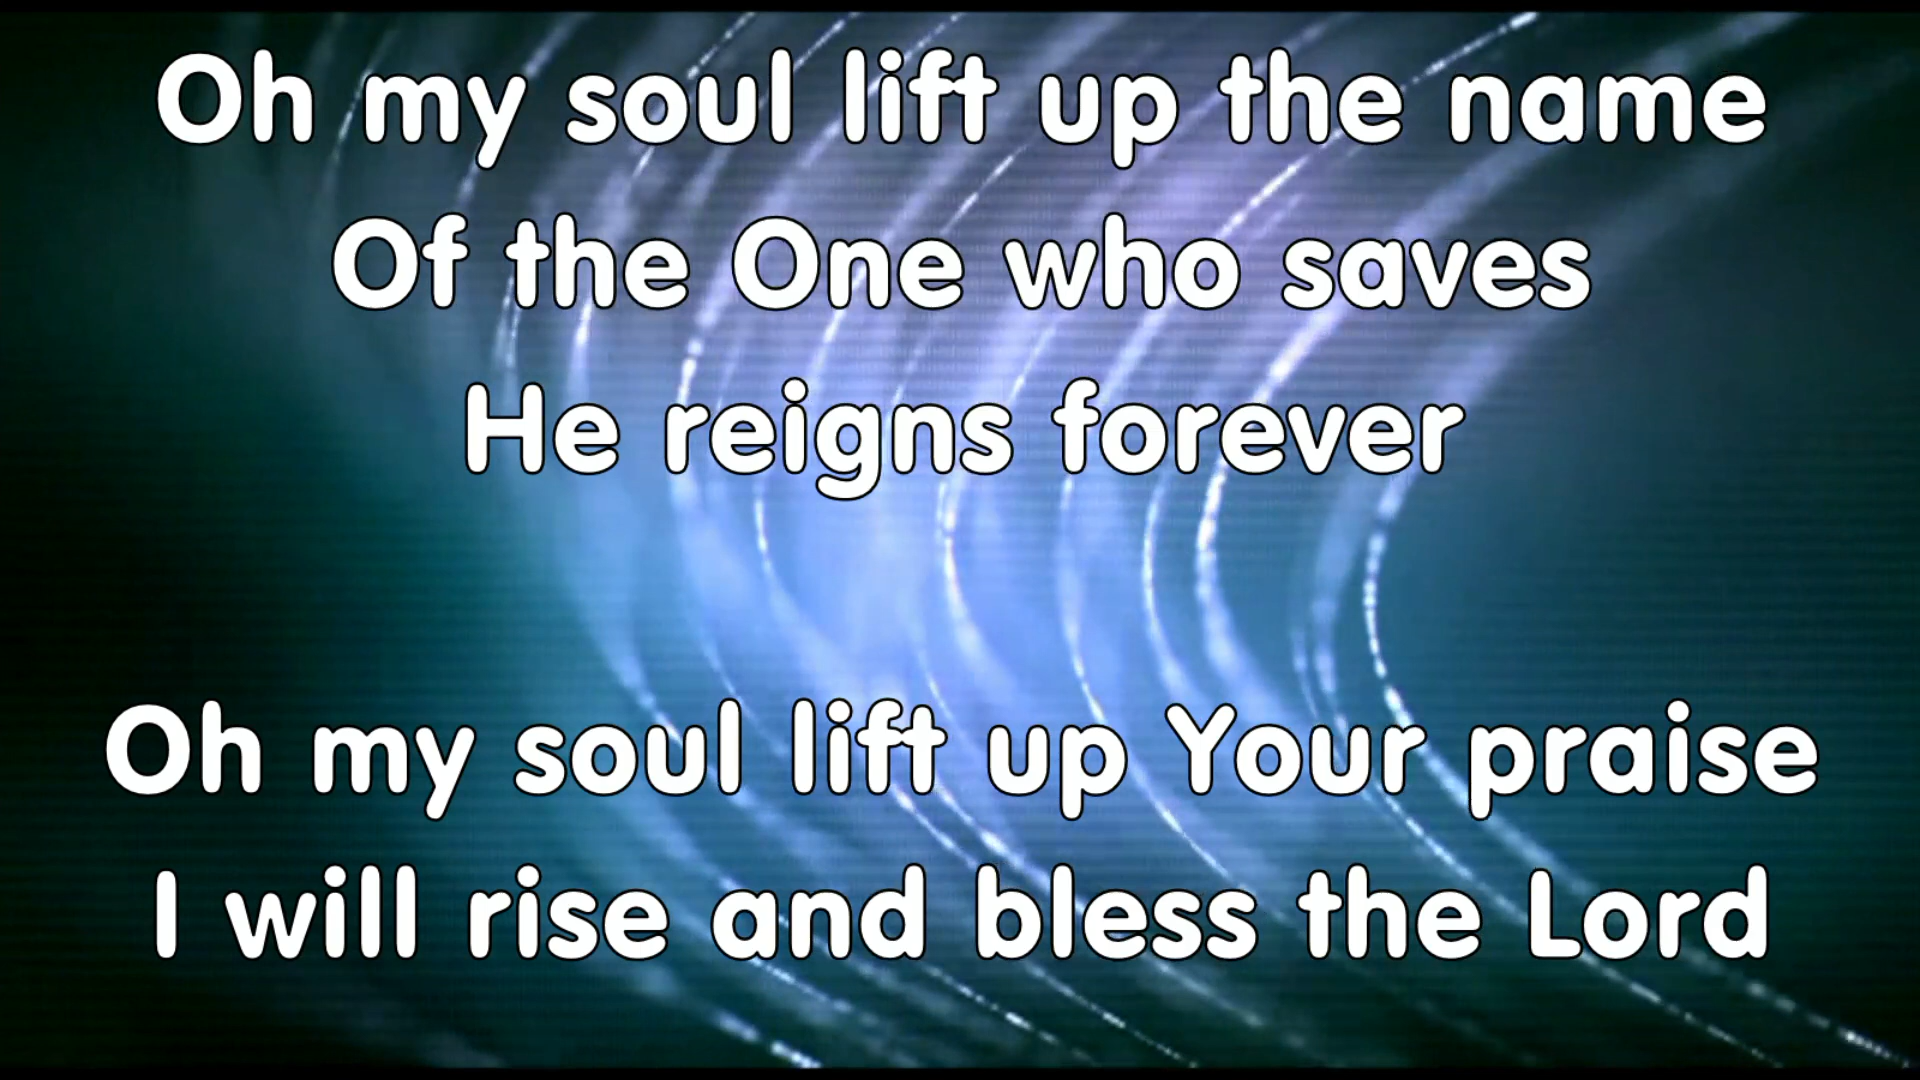 Oh my soul lift up the name
Of the One who saves
He reigns forever
Oh my soul lift up Your praise
I will rise and bless the Lord